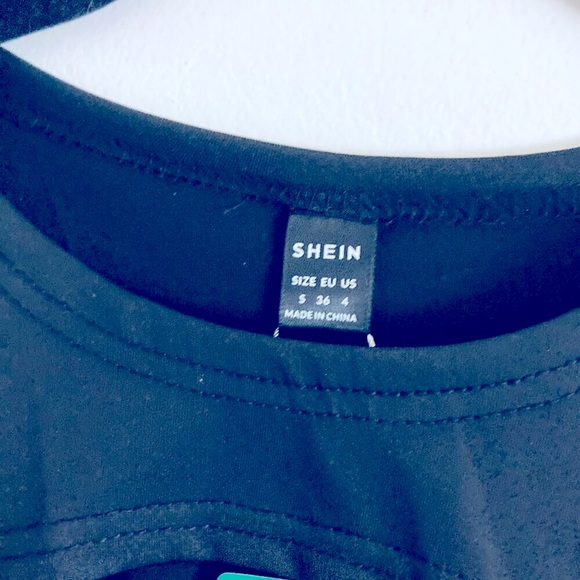 SHEIN
SIZE EU US
S 36 4
MADE IN CHINA